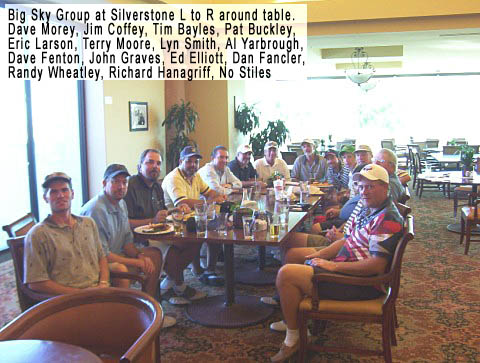 Big Sky Group at Silverstone L to R around table.
Dave Morey, Jim Coffey, Tim Bayles, Pat Buckley,
Eric Larson, Terry Moore, Lyn Smith, Al Yarbrough,
Dave Fenton, John Graves, Ed Elliott, Dan Fancler,
Randy Wheatley, Richard Hanagriff, No Stiles